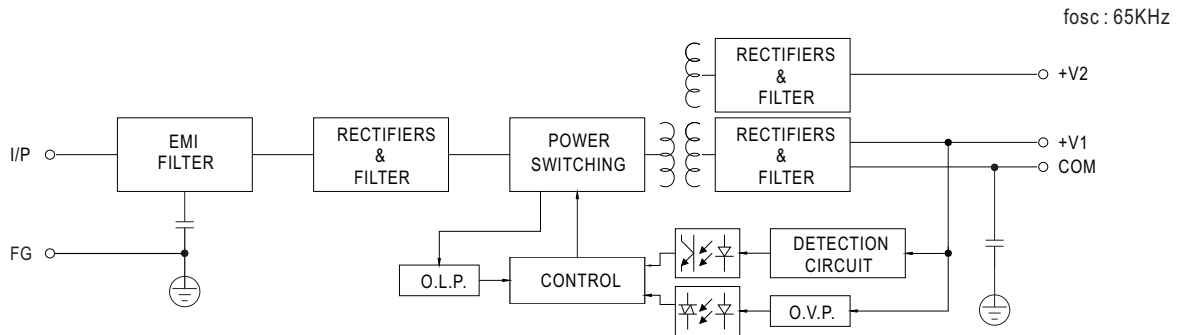 fosc : 65KHz
RECTIFIERS
&
FILTER
+V2
I/P
EMI
FILTER
RECTIFIERS
&
FILTER
POWER
SWITCHING
RECTIFIERS
&
FILTER
+V1
COM
FG
O.L.P.
CONTROL
DETECTION
CIRCUIT
O.V.P.